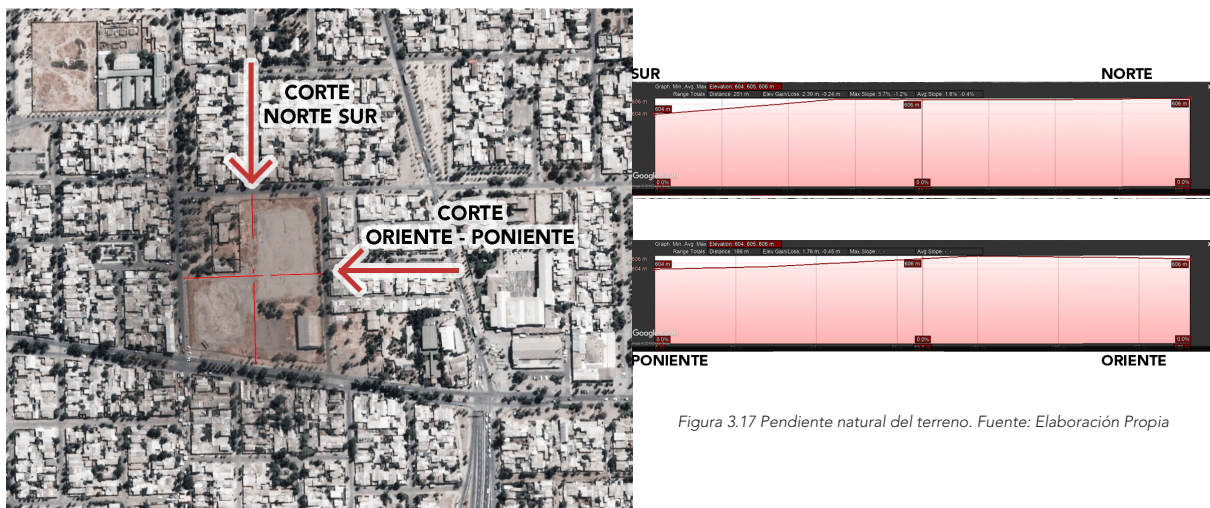 CORTE
NORTE SUR
CORTE
ORIENTE - PONIENTE
SUR
NORTE
Graph: Min, Avg, Max Elevation: 604, 605, 606 m
Range Totals: Distance: 251 m Elev Gain/Loss: 2.39 m, -0.24 m Max Slope: 5.7%, -1.2% Avg Slope: 1.6%, -0.4%
606 m
604 m
604 m
606 m
606 m
Google
0.0%
0.0%
0.0%
Graph: Min, Avg, Max Elevation: 604, 605, 606 m
Range Totals: Distance: 166 m Elev Gain/Loss: 1.76 m, -0.45 m Max Slope: Avg Slope:
606 m
604 m
604 m
606 m
606 m
Google
0.0%
0.0%
0.0%
PONIENTE
ORIENTE
Figura 3.17 Pendiente natural del terreno. Fuente: Elaboración Propia